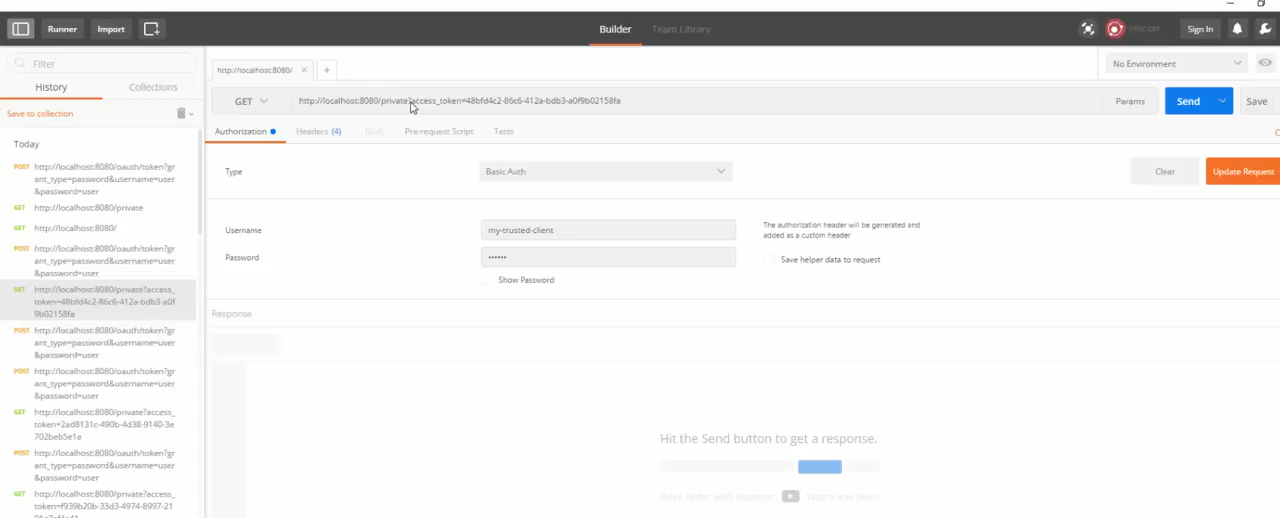 Runner
Import
Builder
Team Library
SYNC OFF
Sign In
Filter
History
Collections
Save to collection
Today
POST http://localhost:8080/oauth/token?gr
ant_type=password&username=user
&password=user
GET http://localhost:8080/private
GET http://localhost:8080/
POST http://localhost:8080/oauth/token?gr
ant_type=password&username=user
&password=user
GET http://localhost:8080/private?access_
token=48bfd4c2-86c6-412a-bdb3-a0f
9b02158fa
POST http://localhost:8080/oauth/token?gr
ant_type=password&username=user
&password=user
POST http://localhost:8080/oauth/token?gr
ant_type=password&username=user
&password=user
GET http://localhost:8080/private?access_
token=2ad8131c-490b-4d38-9140-3e
702beb5e1e
POST http://localhost:8080/oauth/token?gr
ant_type=password&username=user
&password=user
GET http://localhost:8080/private?access_
token=f939b20b-33d3-4974-8997-21
http://localhost:8080/
No Environment
GET http://localhost:8080/private?access_token=48bfd4c2-86c6-412a-bdb3-a0f9b02158fa
Params
Send
Save
Authorization
Headers (4)
Body
Pre-request Script
Tests
Type
Basic Auth
Clear
Update Request
Username
my-trusted-client
The authorization header will be generated and
added as a custom header
Password
••••••
Save helper data to request
Show Password
Response
Hit the Send button to get a response.
Watch and learn